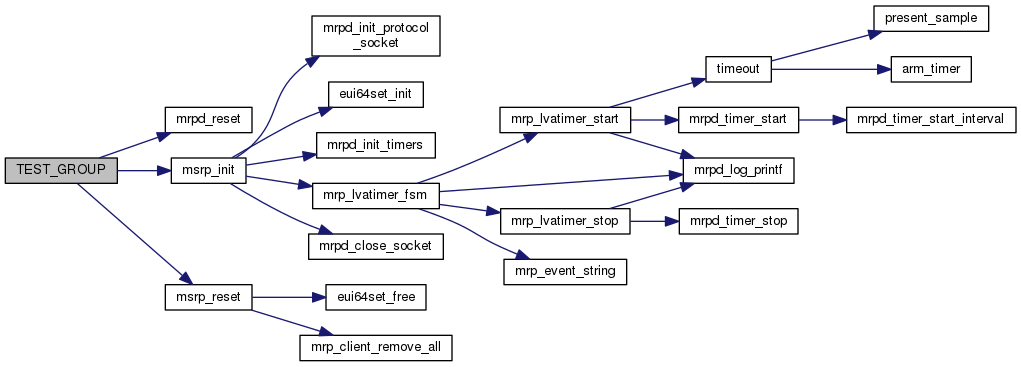 TEST_GROUP
mrpd_reset
msrp_init
msrp_reset
mrpd_init_protocol
_socket
eui64set_init
mrpd_init_timers
mrp_lvatimer_fsm
mrpd_close_socket
eui64set_free
mrp_client_remove_all
mrp_lvatimer_start
mrp_lvatimer_stop
mrp_event_string
timeout
mrpd_timer_start
mrpd_log_printf
mrpd_timer_stop
present_sample
arm_timer
mrpd_timer_start_interval